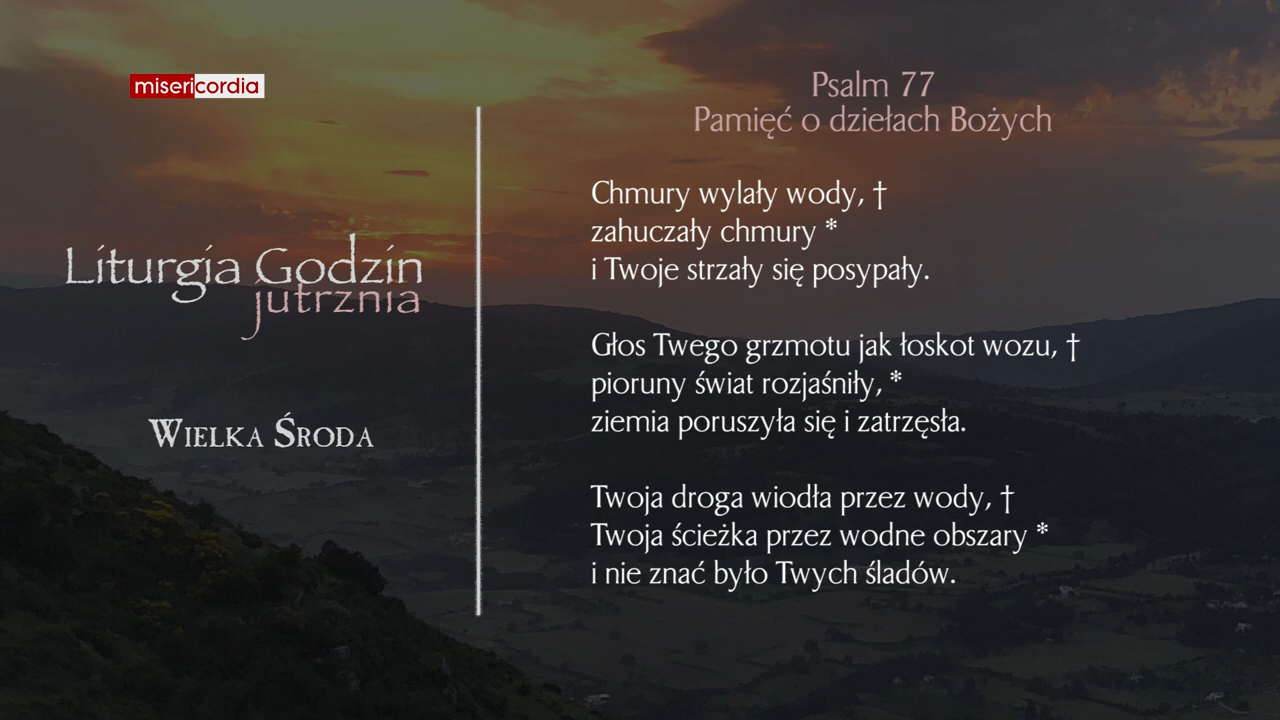 misericordia
Liturgia Godzin
jutrznia
Wielka Środa
Psalm 77
Pamięć o dziełach Bożych
Chmury wylały wody, †
zahuczały chmury *
i Twoje strzały się posypały.
Głos Twego grzmotu jak łoskot wozu, †
pioruny świat rozjaśniły, *
ziemia poruszyła się i zatrzęsła.
Twoja droga wiodła przez wody, †
Twoja ścieżka przez wodne obszary *
i nie znać było Twych śladów.